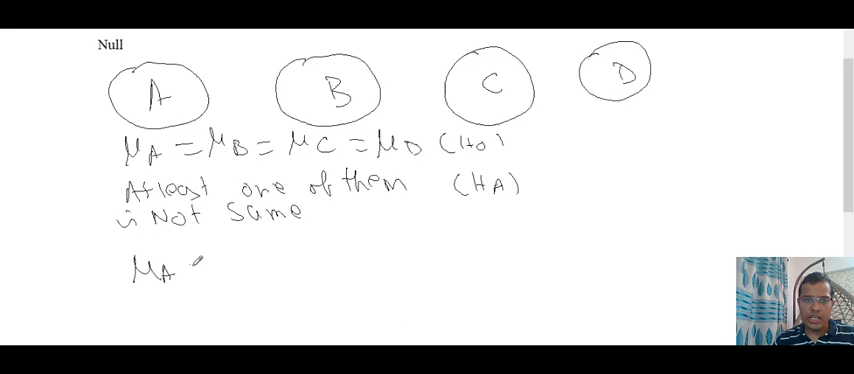 Null
A B C D
μA = μB = μC = μD (H0)
Atleast one of them (HA)
is Not Same
μA